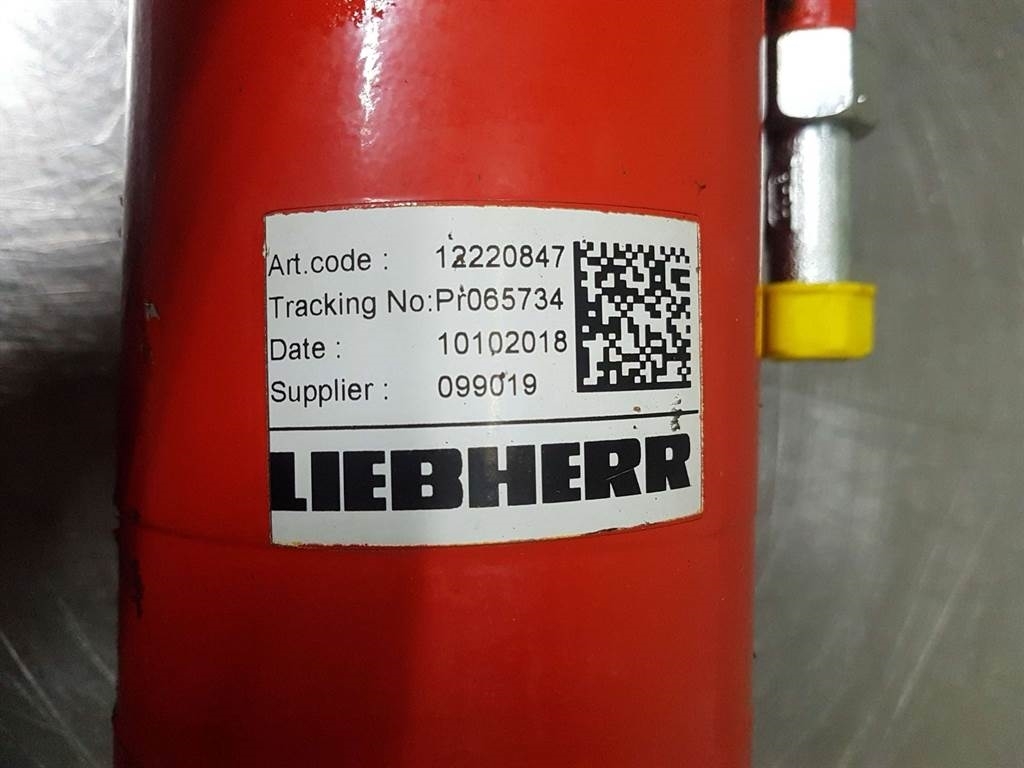 Art.code : 12220847
Tracking No:Pr065734
Date : 10102018
Supplier : 099019
LIEBHERR